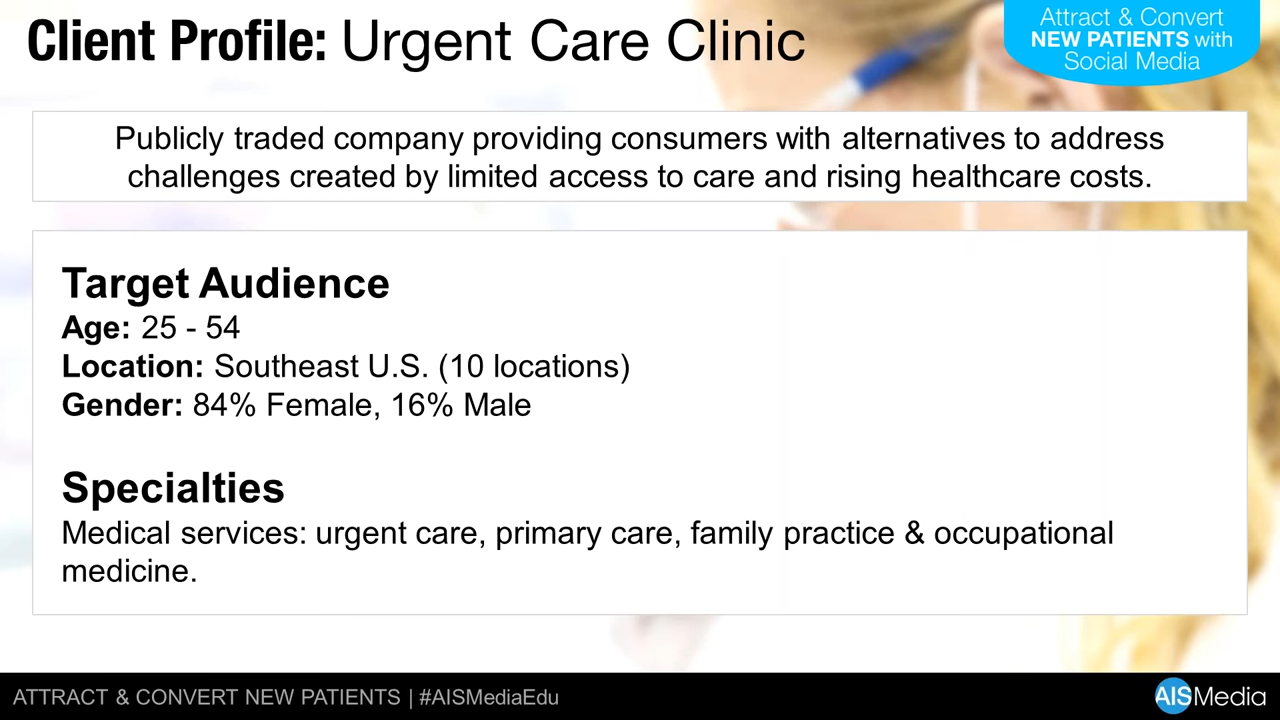 Client Profile: Urgent Care Clinic
Attract & Convert
NEW PATIENTS with
Social Media
Publicly traded company providing consumers with alternatives to address
challenges created by limited access to care and rising healthcare costs.
Target Audience
Age: 25 - 54
Location: Southeast U.S. (10 locations)
Gender: 84% Female, 16% Male
Specialties
Medical services: urgent care, primary care, family practice & occupational
medicine.
ATTRACT & CONVERT NEW PATIENTS | #AISMediaEdu
AISMedia